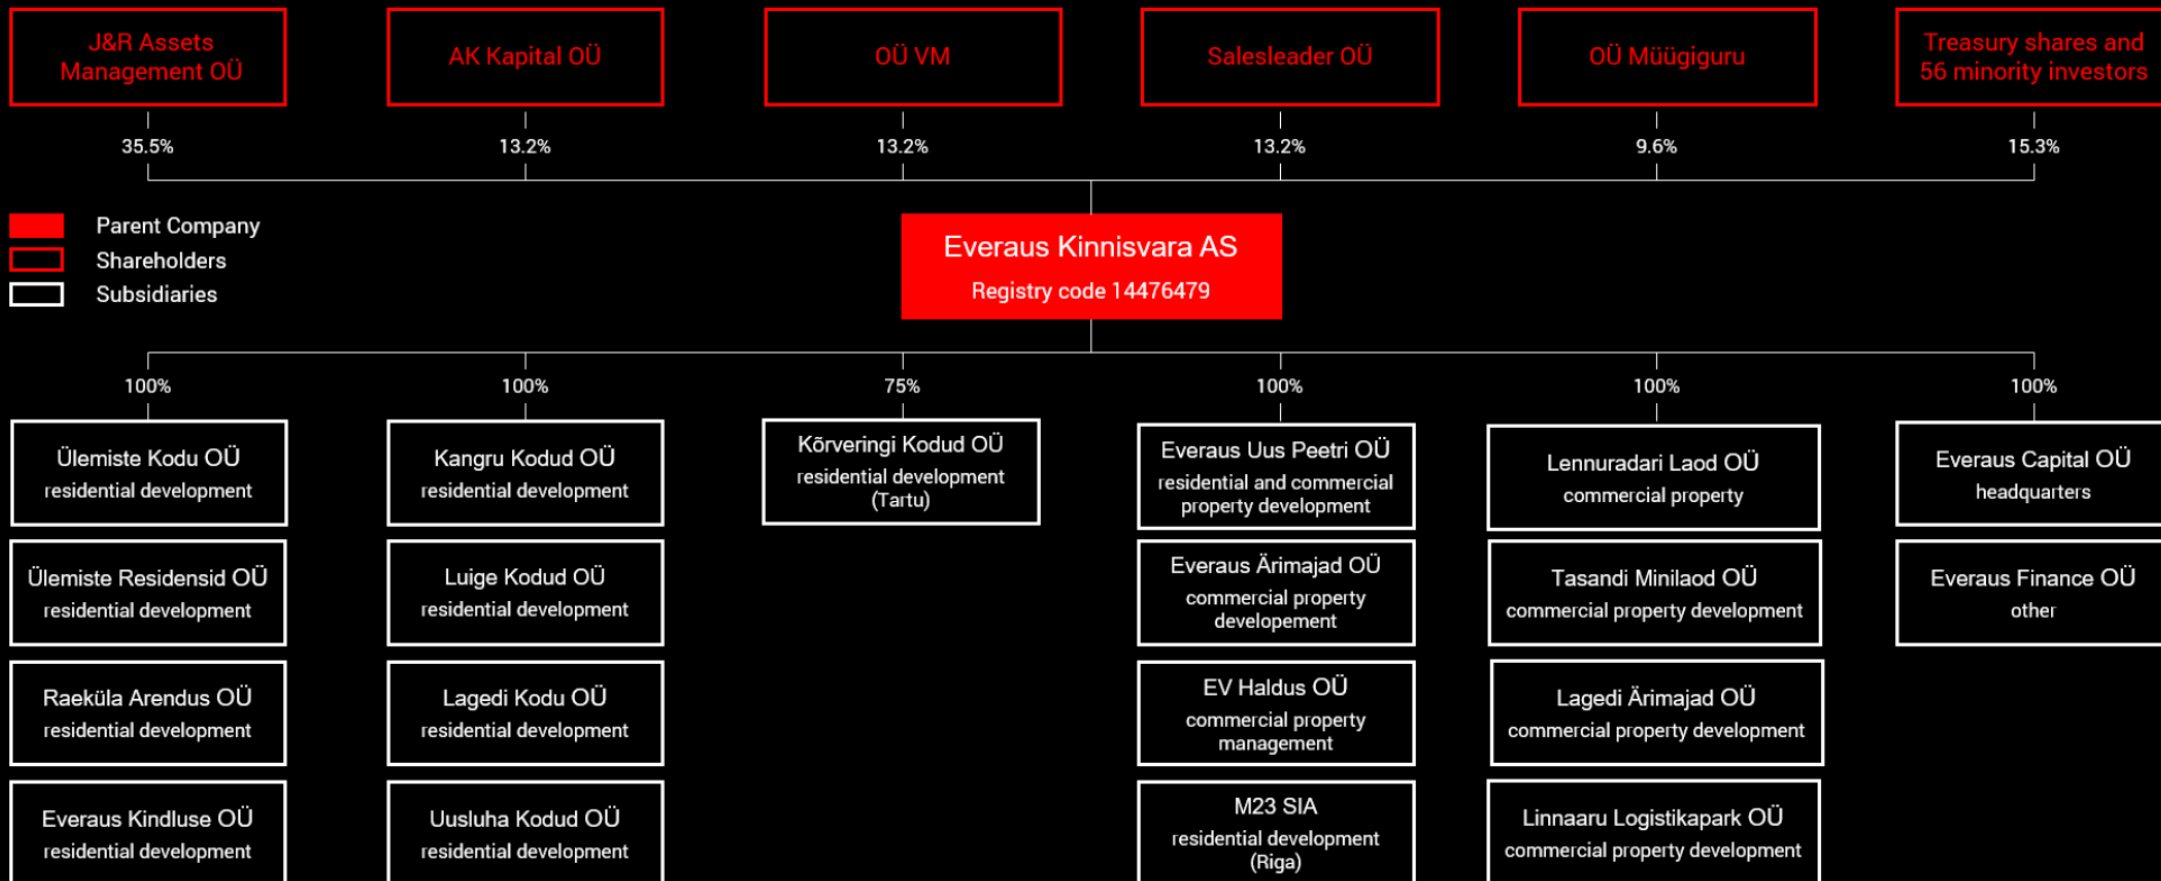 J&R Assets
Management OÜ
AK Kapital OÜ
OÜ VM
Salesleader OÜ
OÜ Müügiguru
Treasury shares and
56 minority investors
35.5%
13.2%
13.2%
13.2%
9.6%
15.3%
Parent Company
Shareholders
Subsidiaries
Everaus Kinnisvara AS
Registry code 14476479
100%
100%
75%
100%
100%
100%
Ülemiste Kodu OÜ
residential development
Kangru Kodud OÜ
residential development
Kõrveringi Kodud OÜ
residential development
(Tartu)
Everaus Uus Peetri OÜ
residential and commercial
property development
Lennuradari Laod OÜ
commercial property
Everaus Capital OÜ
headquarters
Ülemiste Residensid OÜ
residential development
Luige Kodud OÜ
residential development
Everaus Ärimajad OÜ
commercial property
developement
Tasandi Minilaod OÜ
commercial property development
Everaus Finance OÜ
other
Raeküla Arendus OÜ
residential development
Lagedi Kodu OÜ
residential development
EV Haldus OÜ
commercial property
management
Lagedi Ärimajad OÜ
commercial property development
Everaus Kindluse OÜ
residential development
Uusluha Kodud OÜ
residential development
M23 SIA
residential development
(Riga)
Linnaaru Logistikapark OÜ
commercial property development